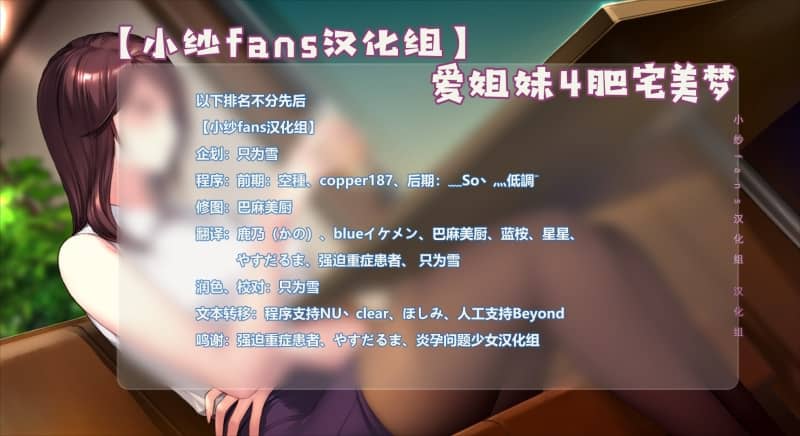 【小纱fans汉化组】
爱姐妹4肥宅美梦
以下排名不分先后
【小纱fans汉化组】
企划：只为雪
程序：前期：空種、copper187、后期：__So丶灬低調¯
修图：巴麻美厨
翻译：鹿乃（かの）、blueイケメン、巴麻美厨、蓝桉、星星、
やすだるま、强迫重症患者、只为雪
润色、校对：只为雪
文本转移：程序支持NU丶clear、ほしみ、人工支持Beyond
鸣谢：强迫重症患者、やすだるま、炎孕问题少女汉化组
小纱fans汉化组 汉化组